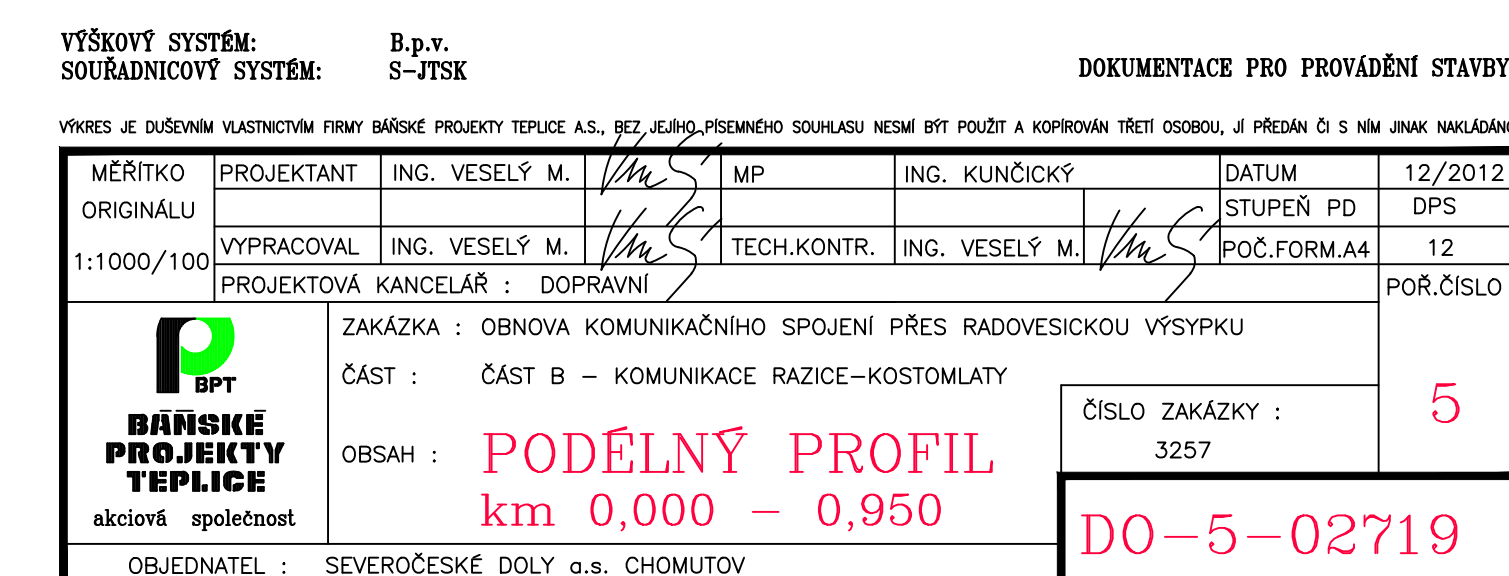 VÝŠKOVÝ SYSTÉM: B.p.v.
SOUŘADNICOVÝ SYSTÉM: S-JTSK
DOKUMENTACE PRO PROVÁDĚNÍ STAVBY
VÝKRES JE DUŠEVNÍM VLASTNICTVÍM FIRMY BÁŇSKÉ PROJEKTY TEPLICE A.S., BEZ JEJÍHO PÍSEMNÉHO SOUHLASU NESMÍ BÝT POUŽIT A KOPÍROVÁN TŘETÍ OSOBOU, JÍ PŘEDÁN ČI S NÍM JINAK NAKLÁDÁNO
MĚŘÍTKO PROJEKTANT ING. VESELÝ M. MP ING. KUNČICKÝ DATUM 12/2012
ORIGINÁLU STUPEŇ PD DPS
1:1000/100 VYPRACOVAL ING. VESELÝ M. TECH.KONTR. ING. VESELÝ M. POČ.FORM.A4 12
PROJEKTOVÁ KANCELÁŘ : DOPRAVNÍ POŘ.ČÍSLO
ZAKÁZKA : OBNOVA KOMUNIKAČNÍHO SPOJENÍ PŘES RADOVESICKOU VÝSYPKU
ČÁST : ČÁST B – KOMUNIKACE RAZICE-KOSTOMLATY
BPT
BÁŇSKÉ
PROJEKTY
TEPLICE
akciová společnost
ČÍSLO ZAKÁZKY :
3257
5
OBSAH : PODÉLNÝ PROFIL
km 0,000 – 0,950
DO-5-02719
OBJEDNATEL : SEVEROČESKÉ DOLY a.s. CHOMUTOV